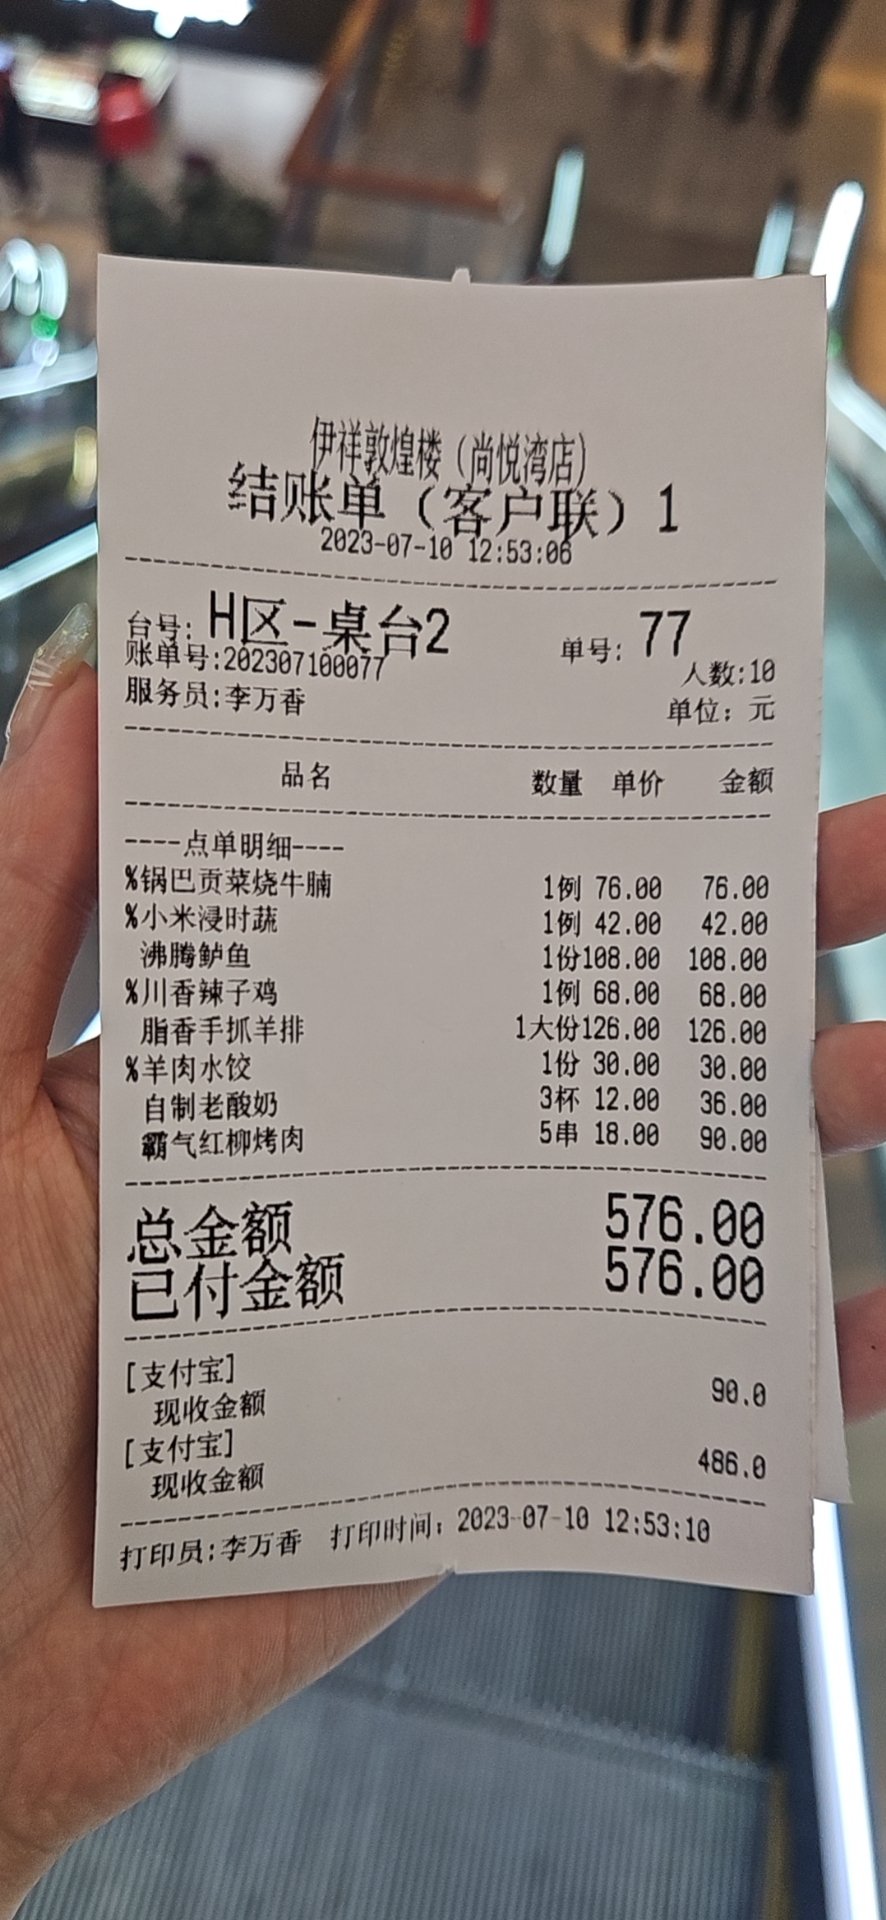 伊祥敦煌楼（尚悦湾店）
结账单（客户联）1
2023-07-10 12:53:06
台号: H区-桌台2 单号: 77
账单号:202307100077 人数:10
服务员:李万香 单位: 元
品名 数量 单价 金额
----点单明细----
%锅巴贡菜烧牛腩 1例 76.00 76.00
%小米浸时蔬 1例 42.00 42.00
沸腾鲈鱼 1份108.00 108.00
%川香辣子鸡 1例 68.00 68.00
脂香手抓羊排 1大份126.00 126.00
%羊肉水饺 1份 30.00 30.00
自制老酸奶 3杯 12.00 36.00
霸气红柳烤肉 5串 18.00 90.00
总金额 576.00
已付金额 576.00
[支付宝]
现收金额 90.0
[支付宝]
现收金额 486.0
打印员:李万香 打印时间: 2023-07-10 12:53:10